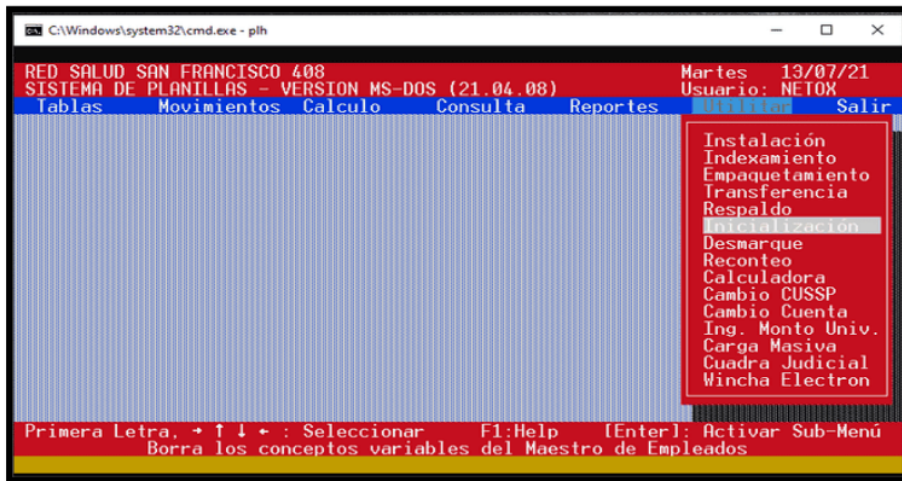 C:\Windows\system32\cmd.exe - plh
RED SALUD SAN FRANCISCO 408 Martes 13/07/21
SISTEMA DE PLANILLAS - VERSION MS-DOS (21.04.08) Usuario: NETOX
Tablas Movimientos Calculo Consulta Reportes Utilitar Salir
Instalación
Indexamiento
Empaquetamiento
Transferencia
Respaldo
Inicialización
Desmarque
Reconteo
Calculadora
Cambio CUSSP
Cambio Cuenta
Ing. Monto Univ.
Carga Masiva
Cuadra Judicial
Wincha Electron
Primera Letra, → ↑ ↓ ← : Seleccionar F1:Help [Enter]: Activar Sub-Menú
Borra los conceptos variables del Maestro de Empleados